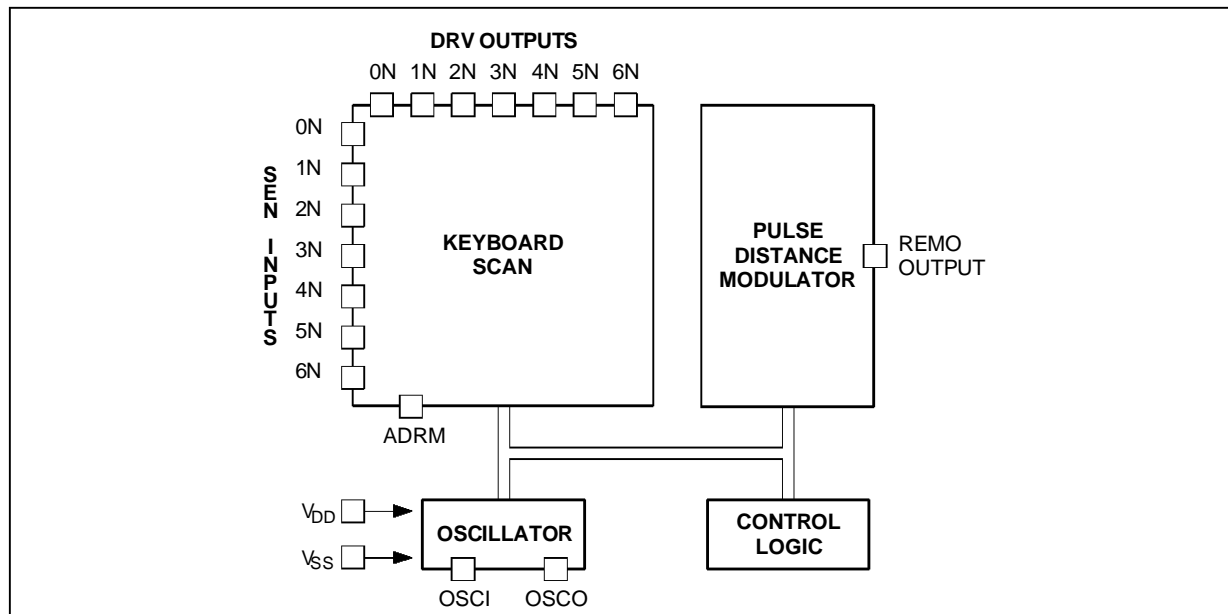 DRV OUTPUTS
0N 1N 2N 3N 4N 5N 6N
SEN INPUTS
0N
1N
2N
3N
4N
5N
6N
KEYBOARD
SCAN
ADRM
PULSE
DISTANCE
MODULATOR
REMO
OUTPUT
VDD
VSS
OSCILLATOR
OSCI OSCO
CONTROL
LOGIC